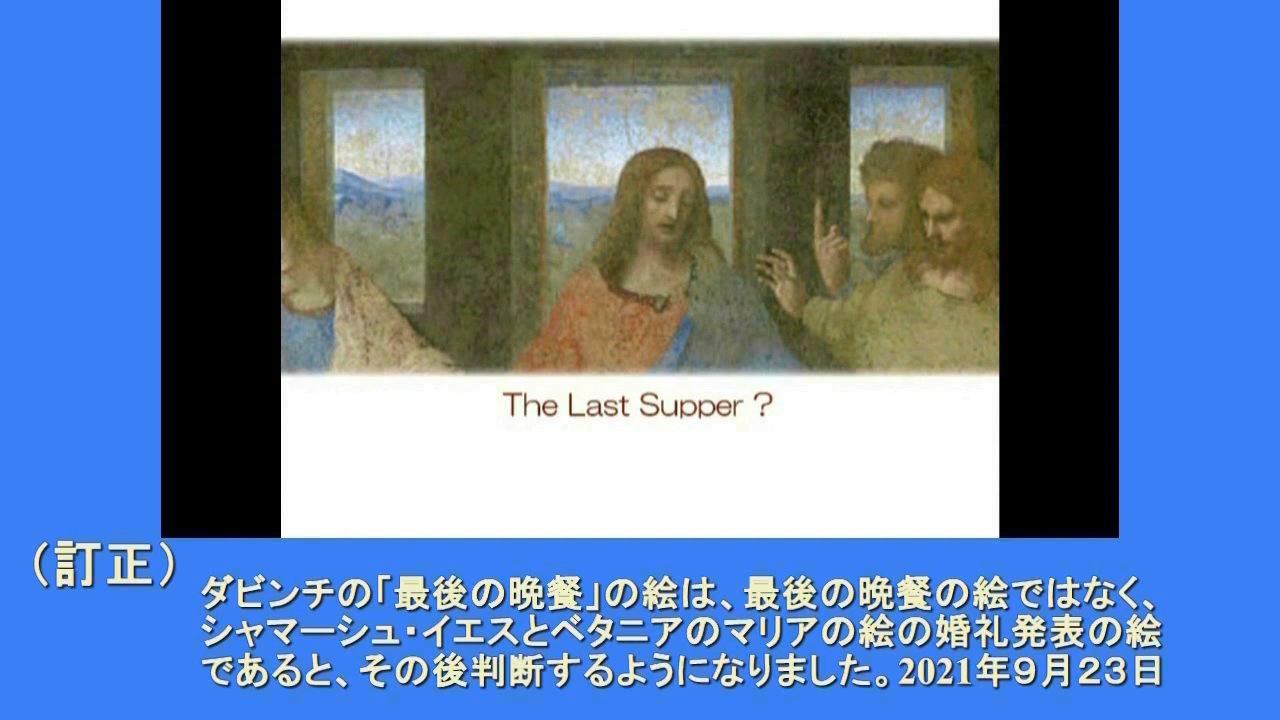 The Last Supper ?
（訂正）
ダビンチの「最後の晩餐」の絵は、最後の晩餐の絵ではなく、
シャマーシュ・イエスとベタニアのマリアの絵の婚礼発表の絵
であると、その後判断するようになりました。2021年９月２３日